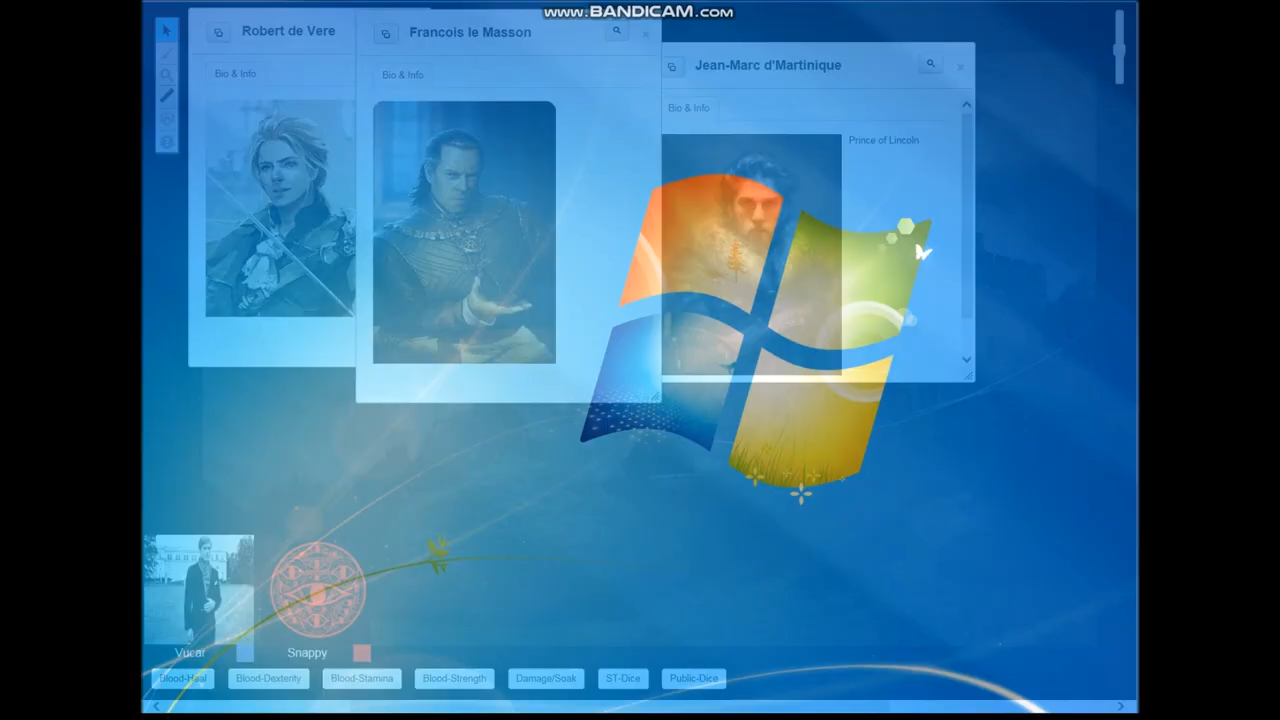 www.BANDICAM.com
Robert de Vere
Francois le Masson
Jean-Marc d'Martinique
Bio & Info
Bio & Info
Bio & Info
Prince of Lincoln
Vucar
Snappy
Blood-Heal
Blood-Dexterity
Blood-Stamina
Blood-Strength
Damage/Soak
ST-Dice
Public-Dice